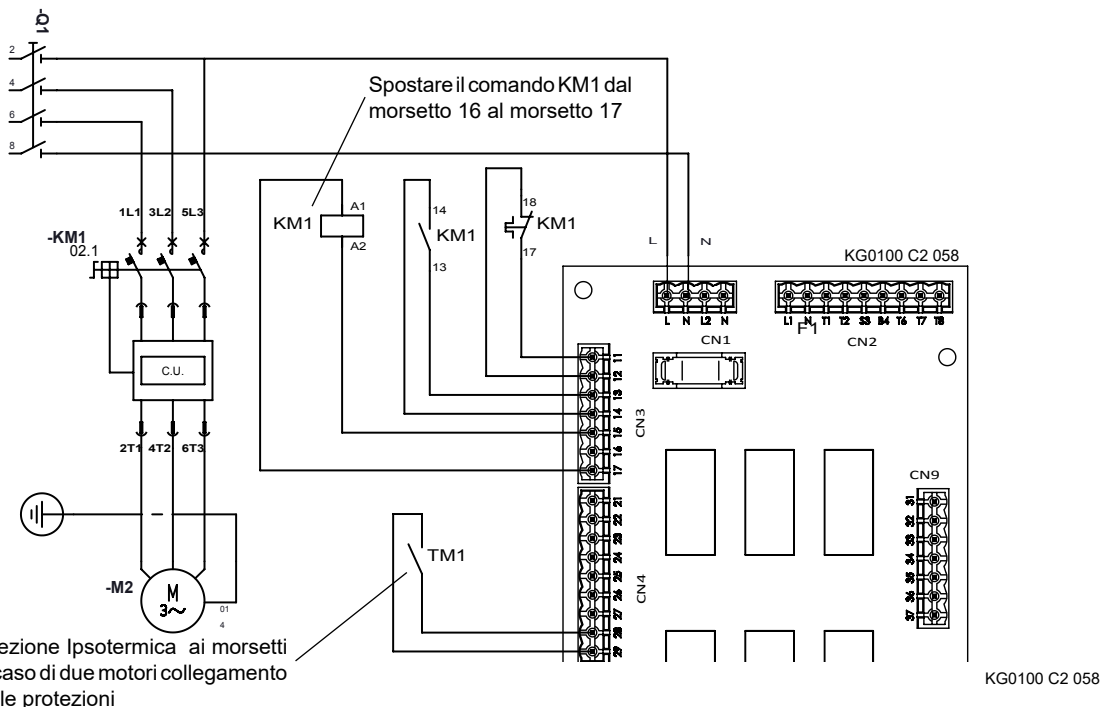 -Q1
2
4
6
8
Spostare il comando KM1 dal
morsetto 16 al morsetto 17
1L1 3L2 5L3
-KM1
02.1
C.U.
2T1 4T2 6T3
-M2
M
3~
01
4
KM1
A1
A2
14
KM1
13
18
KM1
17
L
N
KG0100 C2 058
L N L2 N
CN1
L1 N T1 T2 S3 B4 T6 T7 T8
F1
CN2
11
12
13
14
15
16
17
CN3
21
22
23
24
25
26
27
28
29
CN4
CN9
31
32
33
34
35
36
37
TM1
ezione Ipsotermica ai morsetti
caso di due motori collegamento
le protezioni
KG0100 C2 058